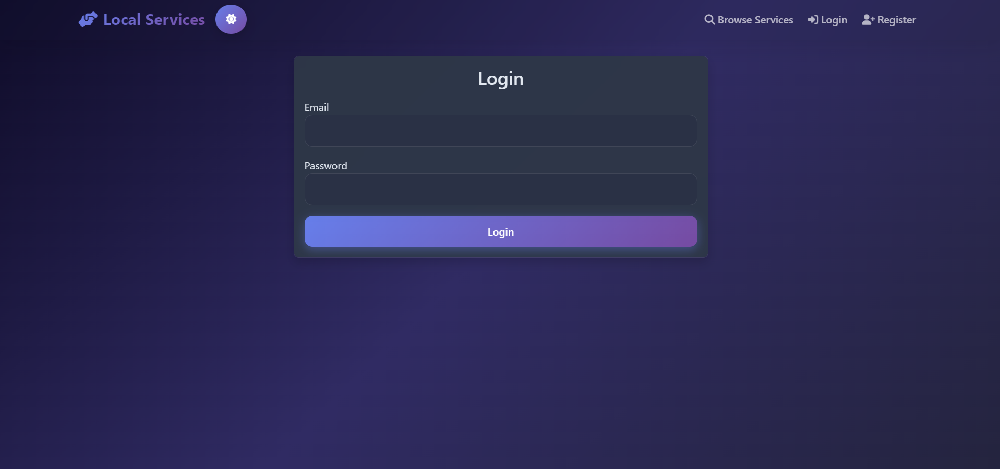 Local Services
Browse Services
Login
Register
Login
Email
Password
Login